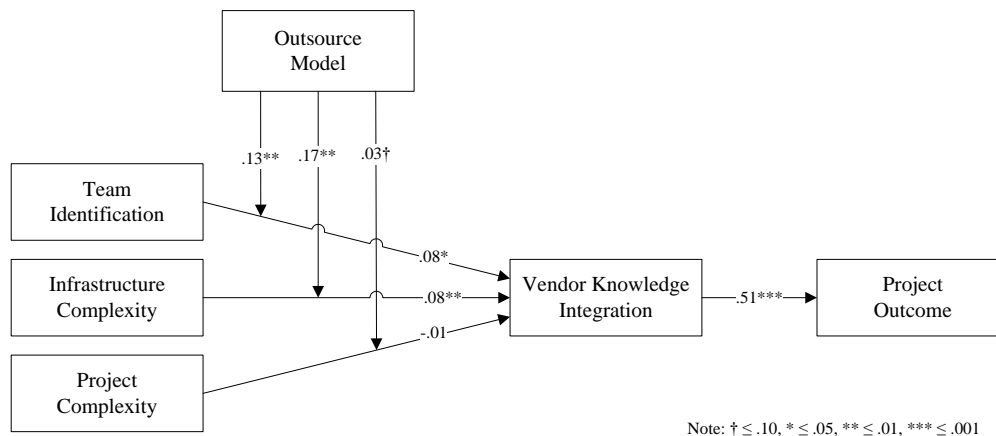 Outsource
Model
.13**
.17**
.03†
Team
Identification
.08*
Infrastructure
Complexity
.08**
Vendor Knowledge
Integration
.51***
Project
Outcome
-.01
Project
Complexity
Note: † ≤ .10, * ≤ .05, ** ≤ .01, *** ≤ .001